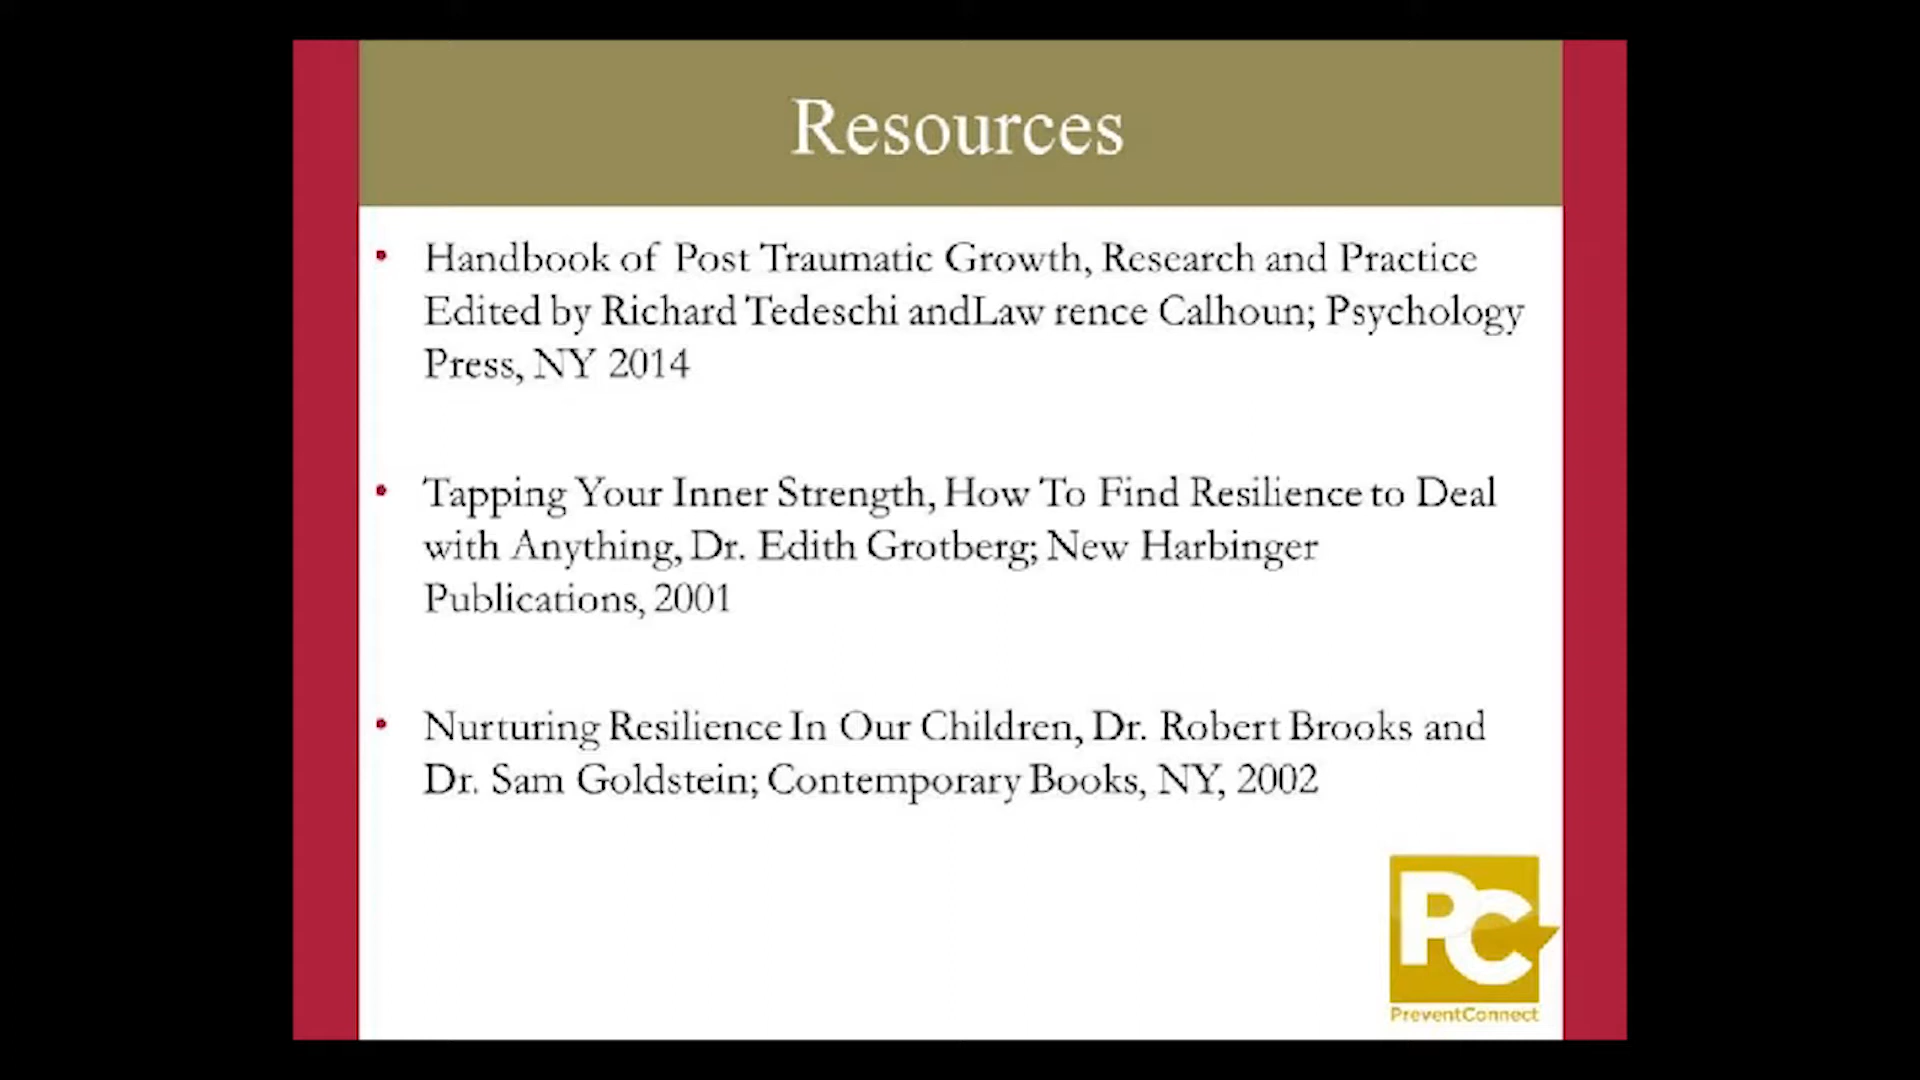 Resources
• Handbook of Post Traumatic Growth, Research and Practice
Edited by Richard Tedeschi andLaw rence Calhoun; Psychology
Press, NY 2014
• Tapping Your Inner Strength, How To Find Resilience to Deal
with Anything, Dr. Edith Grotberg; New Harbinger
Publications, 2001
• Nurturing Resilience In Our Children, Dr. Robert Brooks and
Dr. Sam Goldstein; Contemporary Books, NY, 2002
PC
PreventConnect